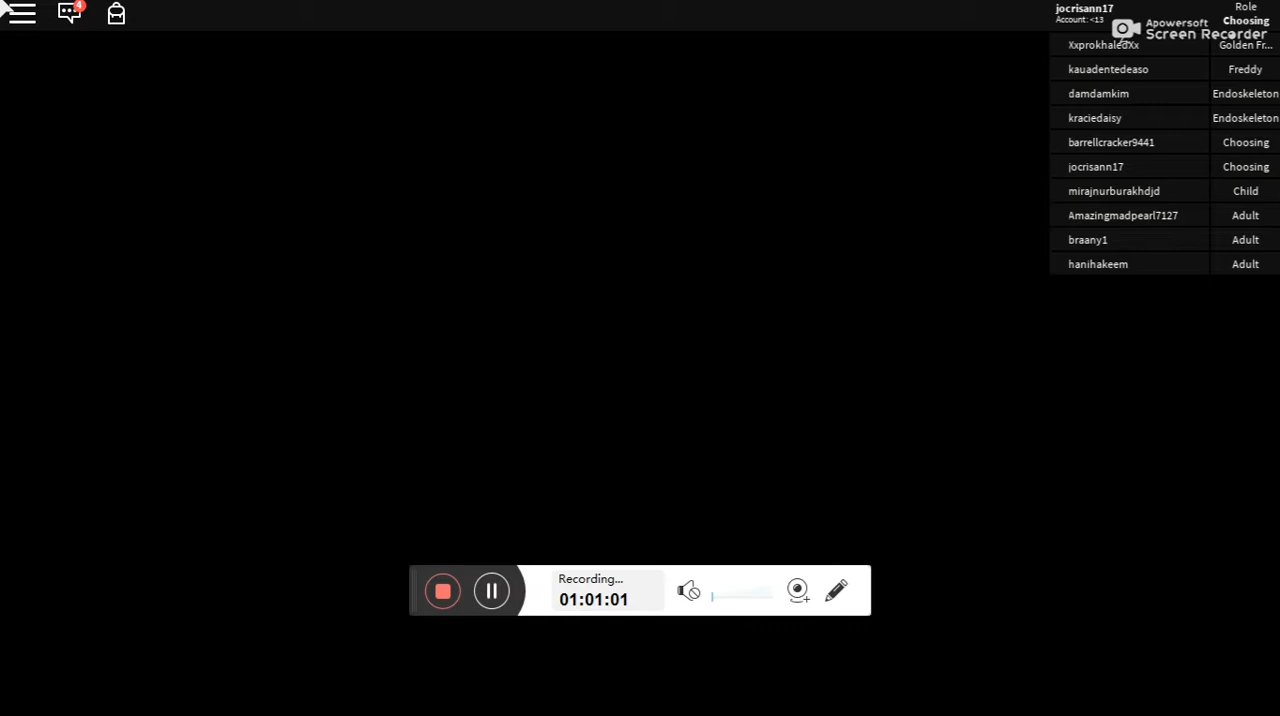 4
jocrisann17
Account: <13
Role
Choosing
Apowersoft
Screen Recorder
XxprokhaledXx Golden Fr...
kauadentedeaso Freddy
damdamkim Endoskeleton
kraciedaisy Endoskeleton
barrellcracker9441 Choosing
jocrisann17 Choosing
mirajnurburakhdjd Child
Amazingmadpearl7127 Adult
braany1 Adult
hanihakeem Adult
Recording...
01:01:01